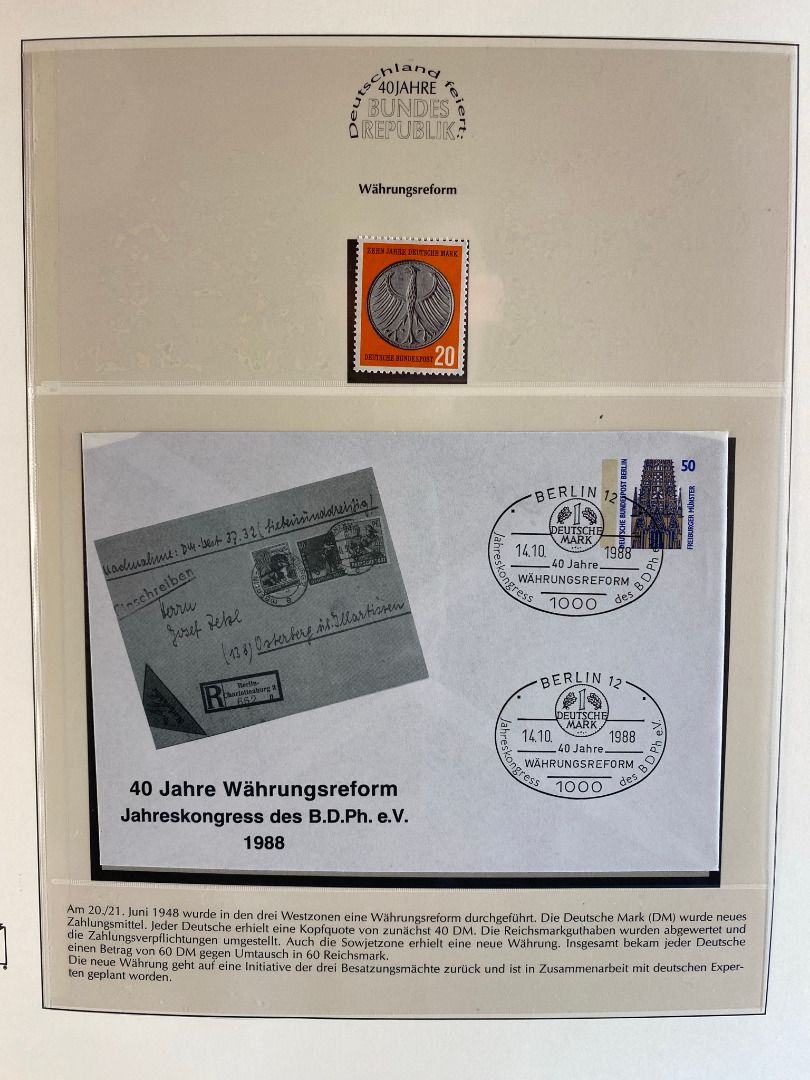 Deutschland feiert:
40 JAHRE
BUNDES
REPUBLIK
Währungsreform
ZEHN JAHRE DEUTSCHE MARK
DEUTSCHE BUNDESPOST 20
50
DEUTSCHE BUNDESPOST BERLIN
FREIBURGER MÜNSTER
BERLIN 12
1
DEUTSCHE
MARK
14.10. 1988
40 Jahre
WÄHRUNGSREFORM
1000
Jahreskongress des B.D.Ph e.V.
Nachnahme: DM
Einschreiben
Herrn
Josef
(13b) Osterberg ü. Illertissen
R
Berlin-
Charlottenburg 2
662 n
BERLIN 12
1
DEUTSCHE
MARK
14.10. 1988
40 Jahre
WÄHRUNGSREFORM
1000
Jahreskongress des B.D.Ph e.V.
40 Jahre Währungsreform
Jahreskongress des B.D.Ph. e.V.
1988
Am 20./21. Juni 1948 wurde in den drei Westzonen eine Währungsreform durchgeführt. Die Deutsche Mark (DM) wurde neues
Zahlungsmittel. Jeder Deutsche erhielt eine Kopfquote von zunächst 40 DM. Die Reichsmarkguthaben wurden abgewertet und
die Zahlungsverpflichtungen umgestellt. Auch die Sowjetzone erhielt eine neue Währung. Insgesamt bekam jeder Deutsche
einen Betrag von 60 DM gegen Umtausch in 60 Reichsmark.
Die neue Währung geht auf eine Initiative der drei Besatzungsmächte zurück und ist in Zusammenarbeit mit deutschen Exper-
ten geplant worden.